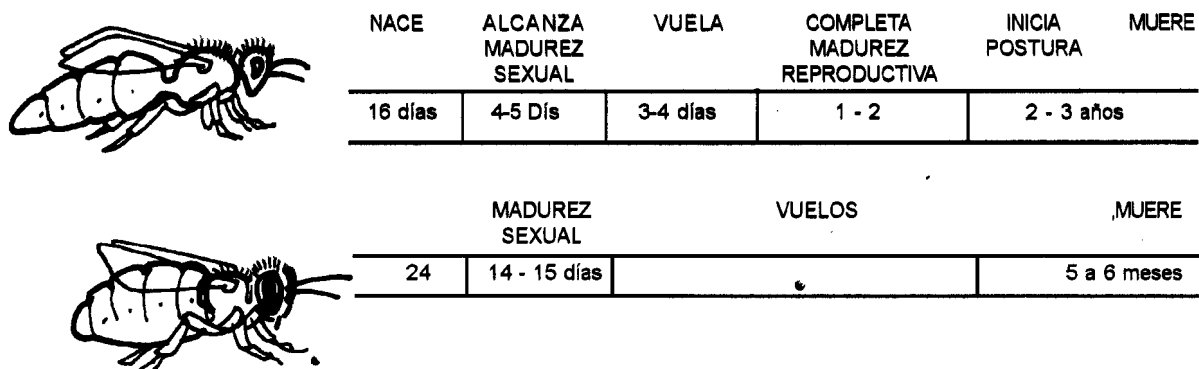 NACE ALCANZA VUELA COMPLETA INICIA MUERE
MADUREZ MADUREZ POSTURA
SEXUAL REPRODUCTIVA
16 días 4-5 Dís 3-4 días 1 - 2 2 - 3 años
MADUREZ VUELOS ,MUERE
SEXUAL
24 14 - 15 días 5 a 6 meses